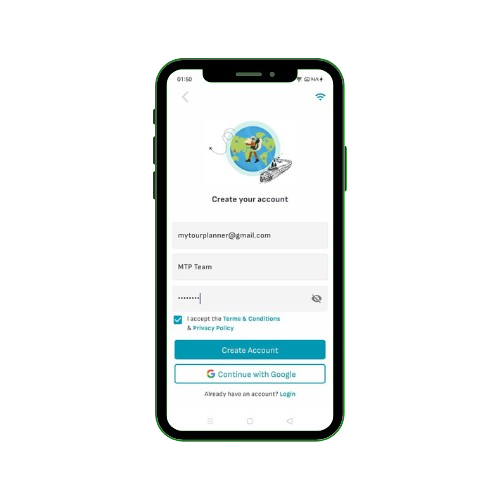 01:50
Create your account
mytourplanner@gmail.com
MTP Team
I accept the Terms & Conditions
& Privacy Policy
Create Account
Continue with Google
Already have an account? Login